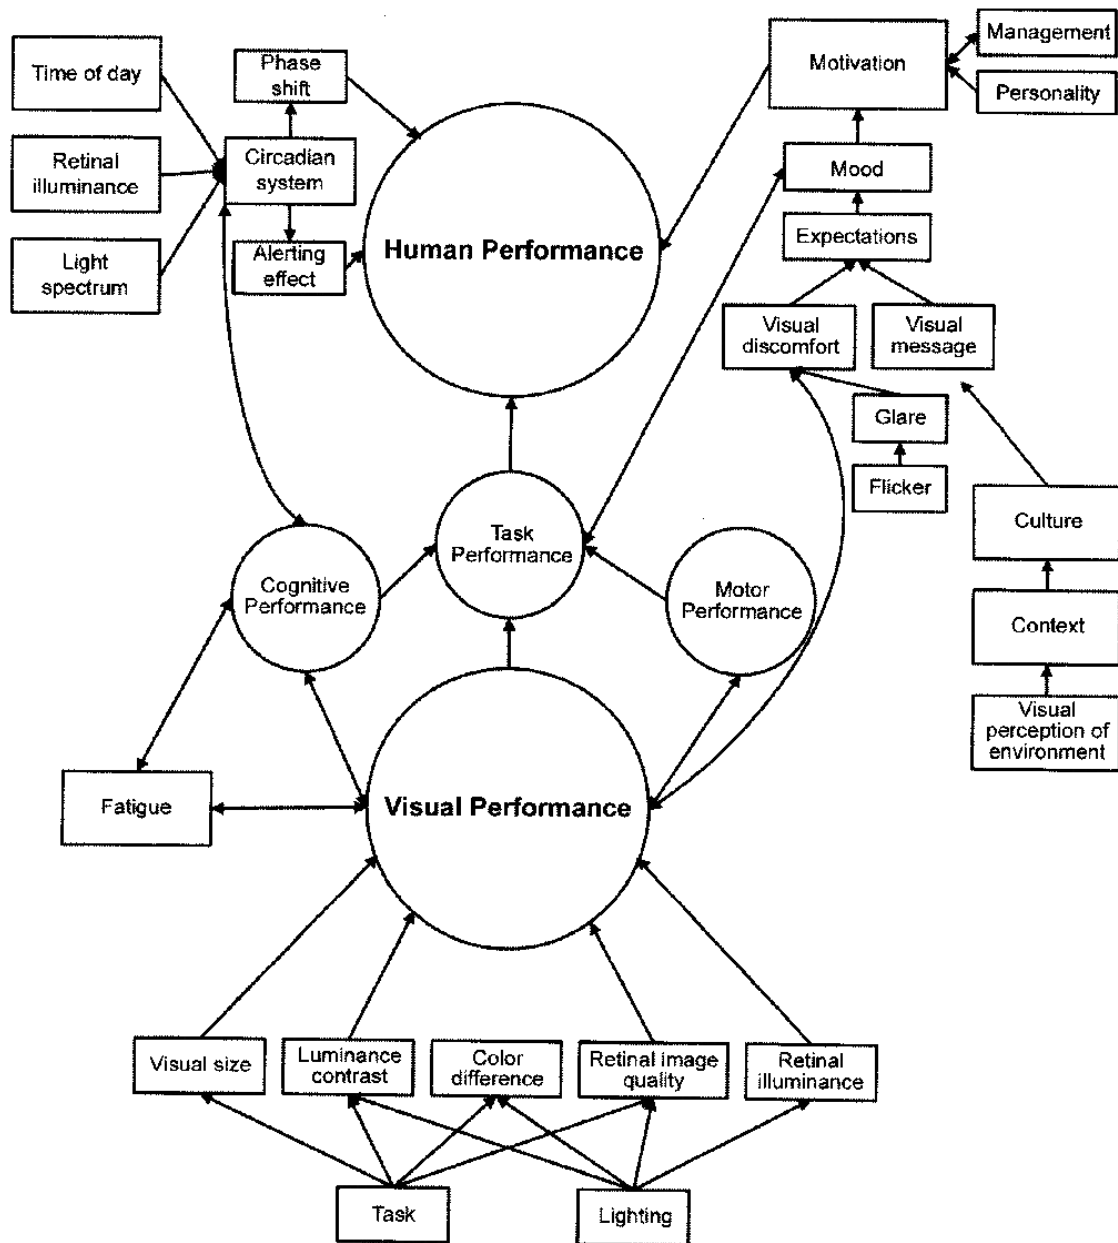 Time of day
Phase
shift
Motivation
Management
Personality
Retinal
illuminance
Circadian
system
Mood
Light
spectrum
Alerting
effect
Human Performance
Expectations
Visual
discomfort
Visual
message
Glare
Flicker
Culture
Task
Performance
Cognitive
Performance
Motor
Performance
Context
Visual
perception of
environment
Fatigue
Visual Performance
Visual size
Luminance
contrast
Color
difference
Retinal image
quality
Retinal
illuminance
Task
Lighting